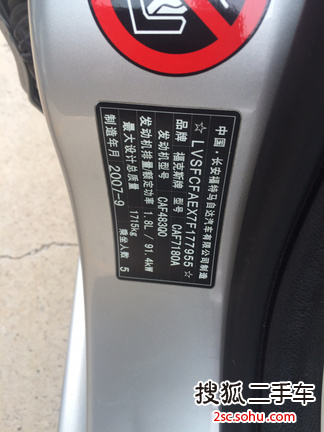 中国·长安福特马自达汽车有限公司制造
☆LVSFCFAEX7F177955☆
品牌 福克斯牌 型号 CAF7180A
发动机型号 CAF483Q0
发动机排量/额定功率 1.8L / 91.4kW
最大设计总质量 1715kg
制造年月 2007-9 乘坐人数 5
搜狐二手车
2sc.sohu.com